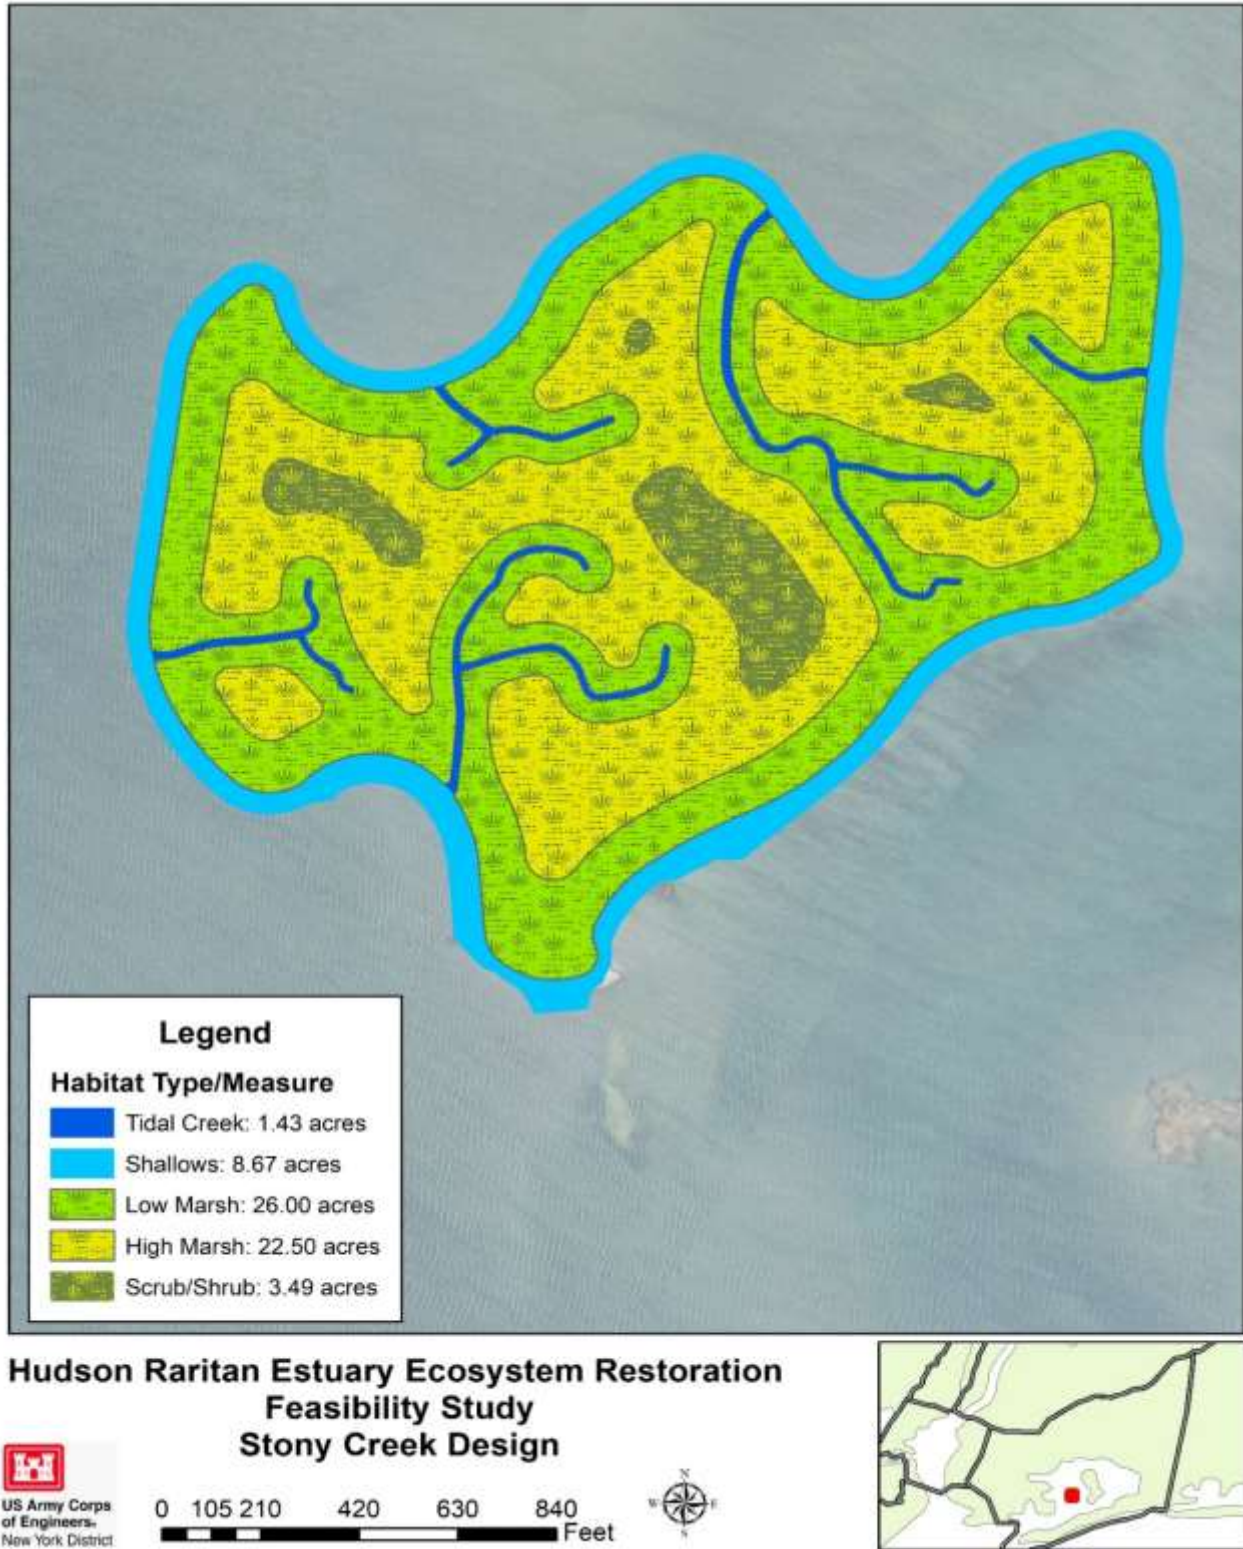 Legend
Habitat Type/Measure
Tidal Creek: 1.43 acres
Shallows: 8.67 acres
Low Marsh: 26.00 acres
High Marsh: 22.50 acres
Scrub/Shrub: 3.49 acres
Hudson Raritan Estuary Ecosystem Restoration
Feasibility Study
Stony Creek Design
US Army Corps
of Engineers.
New York District
0 105 210 420 630 840
Feet
N
W E
S